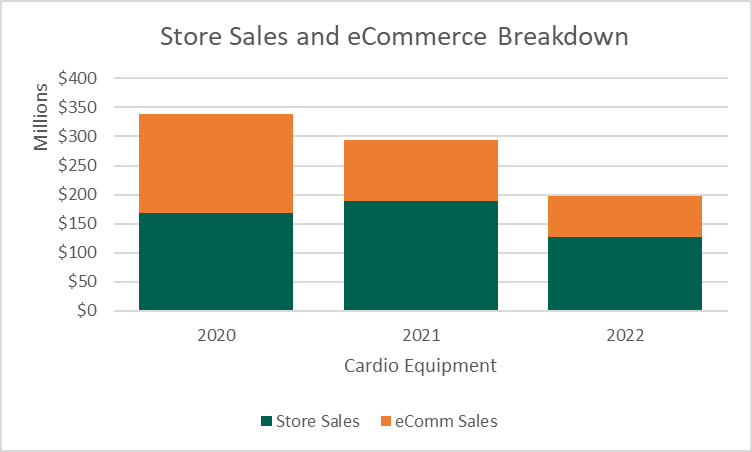 Store Sales and eCommerce Breakdown
Millions
$400
$350
$300
$250
$200
$150
$100
$50
$0
2020 2021 2022
Cardio Equipment
Store Sales eComm Sales